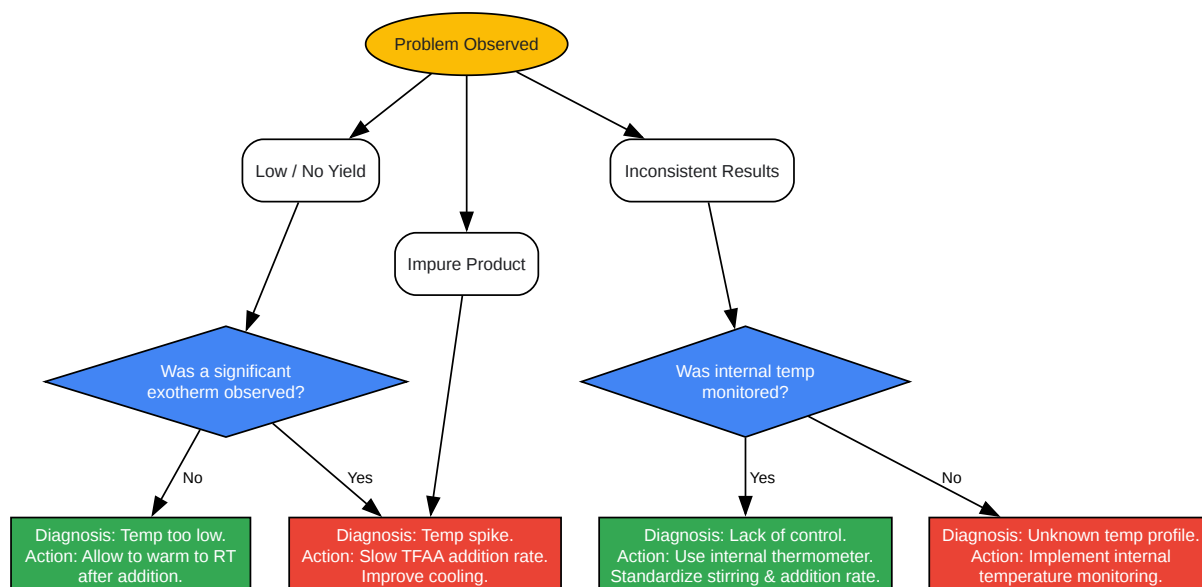 Problem Observed
Low / No Yield
Inconsistent Results
Impure Product
Was a significant
exotherm observed?
Was internal temp
monitored?
No
Yes
Yes
No
Diagnosis: Temp too low.
Action: Allow to warm to RT
after addition.
Diagnosis: Temp spike.
Action: Slow TFAA addition rate.
Improve cooling.
Diagnosis: Lack of control.
Action: Use internal thermometer.
Standardize stirring & addition rate.
Diagnosis: Unknown temp profile.
Action: Implement internal
temperature monitoring.